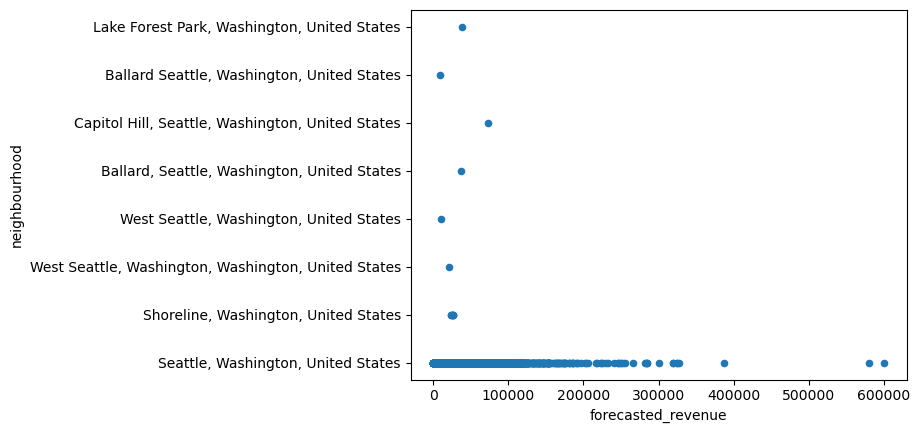 Lake Forest Park, Washington, United States
Ballard Seattle, Washington, United States
Capitol Hill, Seattle, Washington, United States
Ballard, Seattle, Washington, United States
West Seattle, Washington, United States
West Seattle, Washington, Washington, United States
Shoreline, Washington, United States
Seattle, Washington, United States
neighbourhood
0 100000 200000 300000 400000 500000 600000
forecasted_revenue